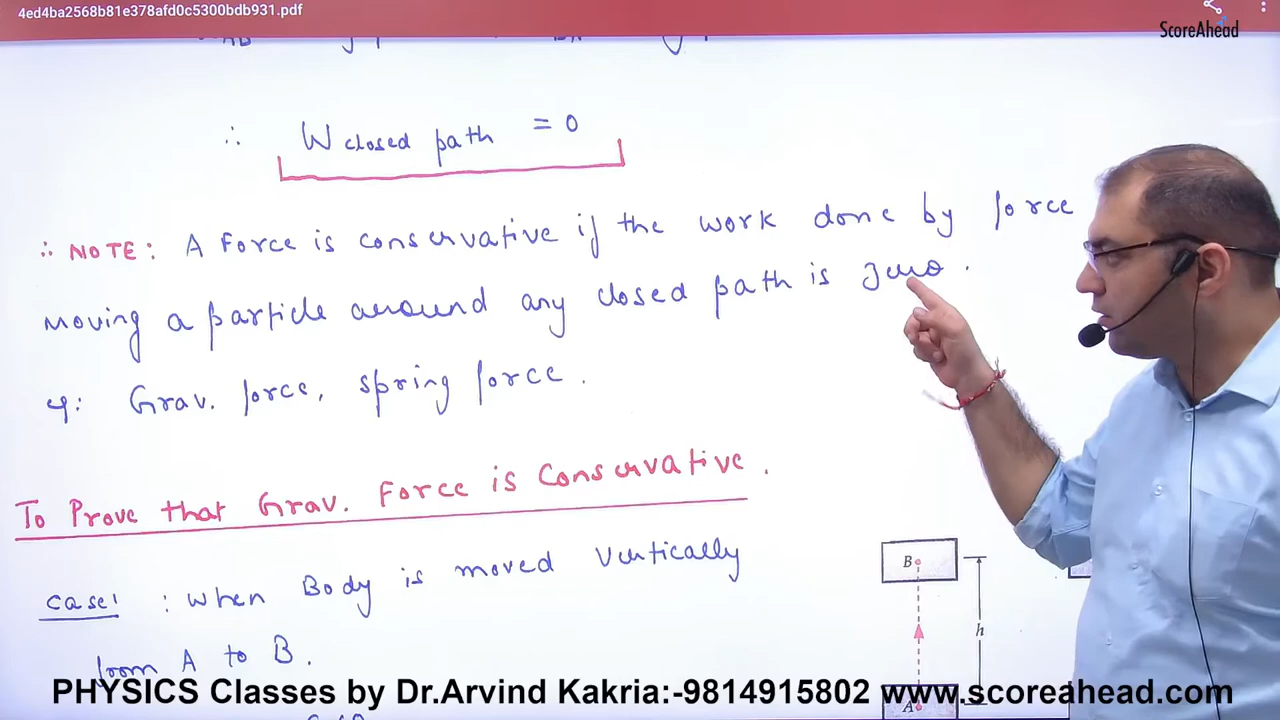 4ed4ba2568b81e378afd0c5300bdb931.pdf
ScoreAhead
∴ W closed path = 0
∴ NOTE: A Force is conservative if the work done by force
moving a particle around any closed path is zero.
eg: Grav. force, spring force.
To Prove that Grav. Force is Conservative.
Case1 : When Body is moved vertically
from A to B.
B
h
A
PHYSICS Classes by Dr.Arvind Kakria:-9814915802 www.scoreahead.com